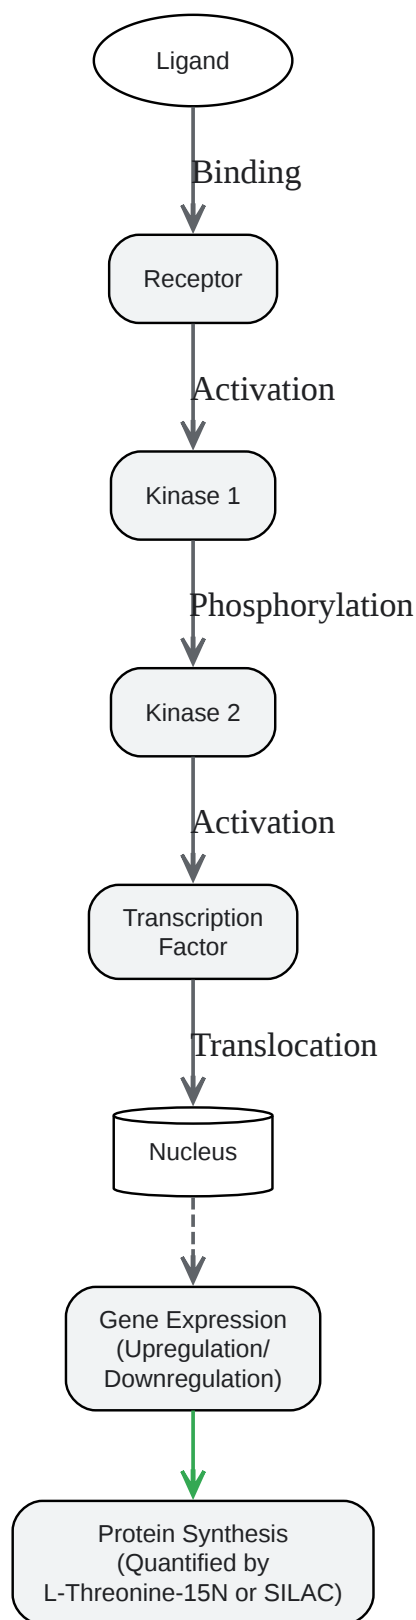 Ligand
Binding
Receptor
Activation
Kinase 1
Phosphorylation
Kinase 2
Activation
Transcription
Factor
Translocation
Nucleus
Gene Expression
(Upregulation/
Downregulation)
Protein Synthesis
(Quantified by
L-Threonine-15N or SILAC)